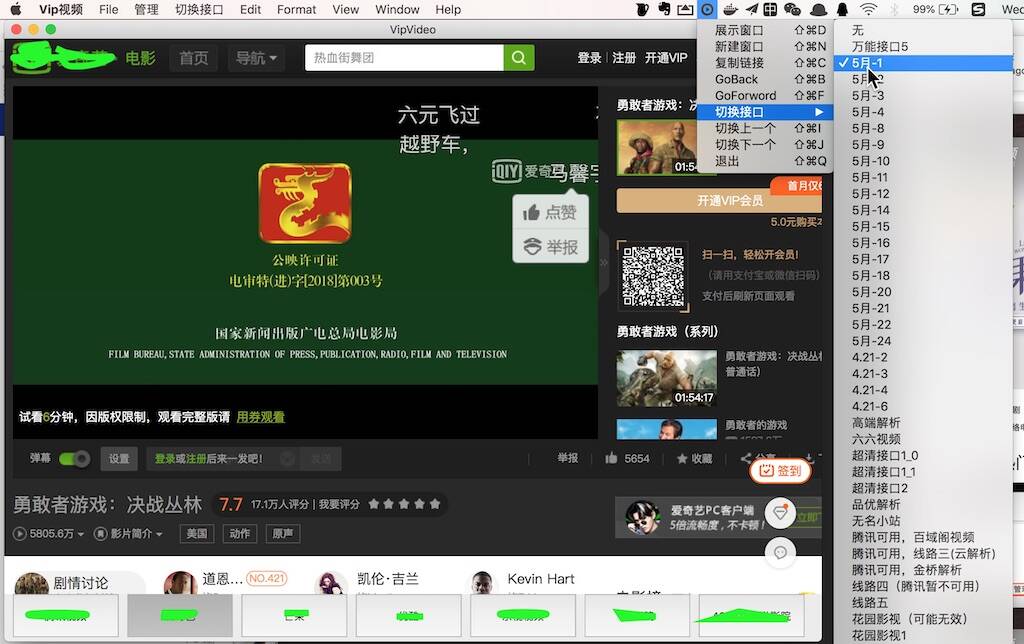 Vip视频 File 管理 切换接口 Edit Format View Window Help
99%
VipVideo
电影 首页 导航 热血街舞团
登录 注册 开通VIP
六元飞过
越野车，
爱奇艺
点赞
举报
公映许可证
电审特(进)字[2018]第003号
国家新闻出版广电总局电影局
FILM BUREAU,STATE ADMINISTRATION OF PRESS,PUBLICATION,RADIO,FILM AND TELEVISION
试看6分钟，因版权限制，观看完整版请 用券观看
弹幕 设置 登录或注册后来一发吧！ 发送
举报 5654 收藏 分享
签到
勇敢者游戏：决战丛林 7.7 17.1万人评分 我要评分
5805.6万 影片简介 美国 动作 原声
剧情讨论 道恩... NO.421 凯伦·吉兰 Kevin Hart
勇敢者游戏：
开通VIP会员
首月仅6
5.0元购买
扫一扫，轻松开会员！
（请用支付宝或微信扫码）
支付后刷新页面观看
勇敢者游戏（系列）
勇敢者游戏：决战丛林
普通话）
01:54:17
勇敢者的游戏
爱奇艺PC客户端
5倍流畅度，不卡顿！
展示窗口 ⇧⌘D
新建窗口 ⇧⌘N
复制链接 ⇧⌘C
GoBack ⇧⌘B
GoForword ⇧⌘F
切换接口
切换上一个 ⇧⌘I
切换下一个 ⇧⌘J
退出 ⇧⌘Q
无
万能接口5
5月-1
5月-2
5月-3
5月-4
5月-8
5月-9
5月-10
5月-11
5月-12
5月-14
5月-15
5月-16
5月-17
5月-18
5月-20
5月-21
5月-22
5月-24
4.21-2
4.21-3
4.21-4
4.21-6
高端解析
六六视频
超清接口1_0
超清接口1_1
超清接口2
品优解析
无名小站
腾讯可用，百域阁视频
腾讯可用，线路三(云解析)
腾讯可用，金桥解析
线路四（腾讯暂不可用）
线路五
花园影视（可能无效）
花园影视1